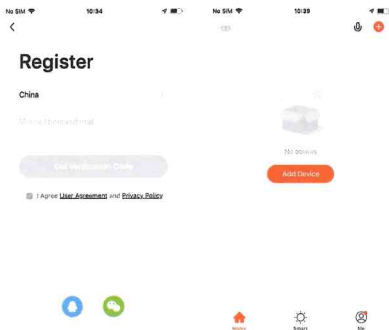 No SIM 10:34
Register
China
Get Verification Code
I Agree User Agreement and Privacy Policy
No SIM 10:39
No devices
Add Device
Home Smart Me